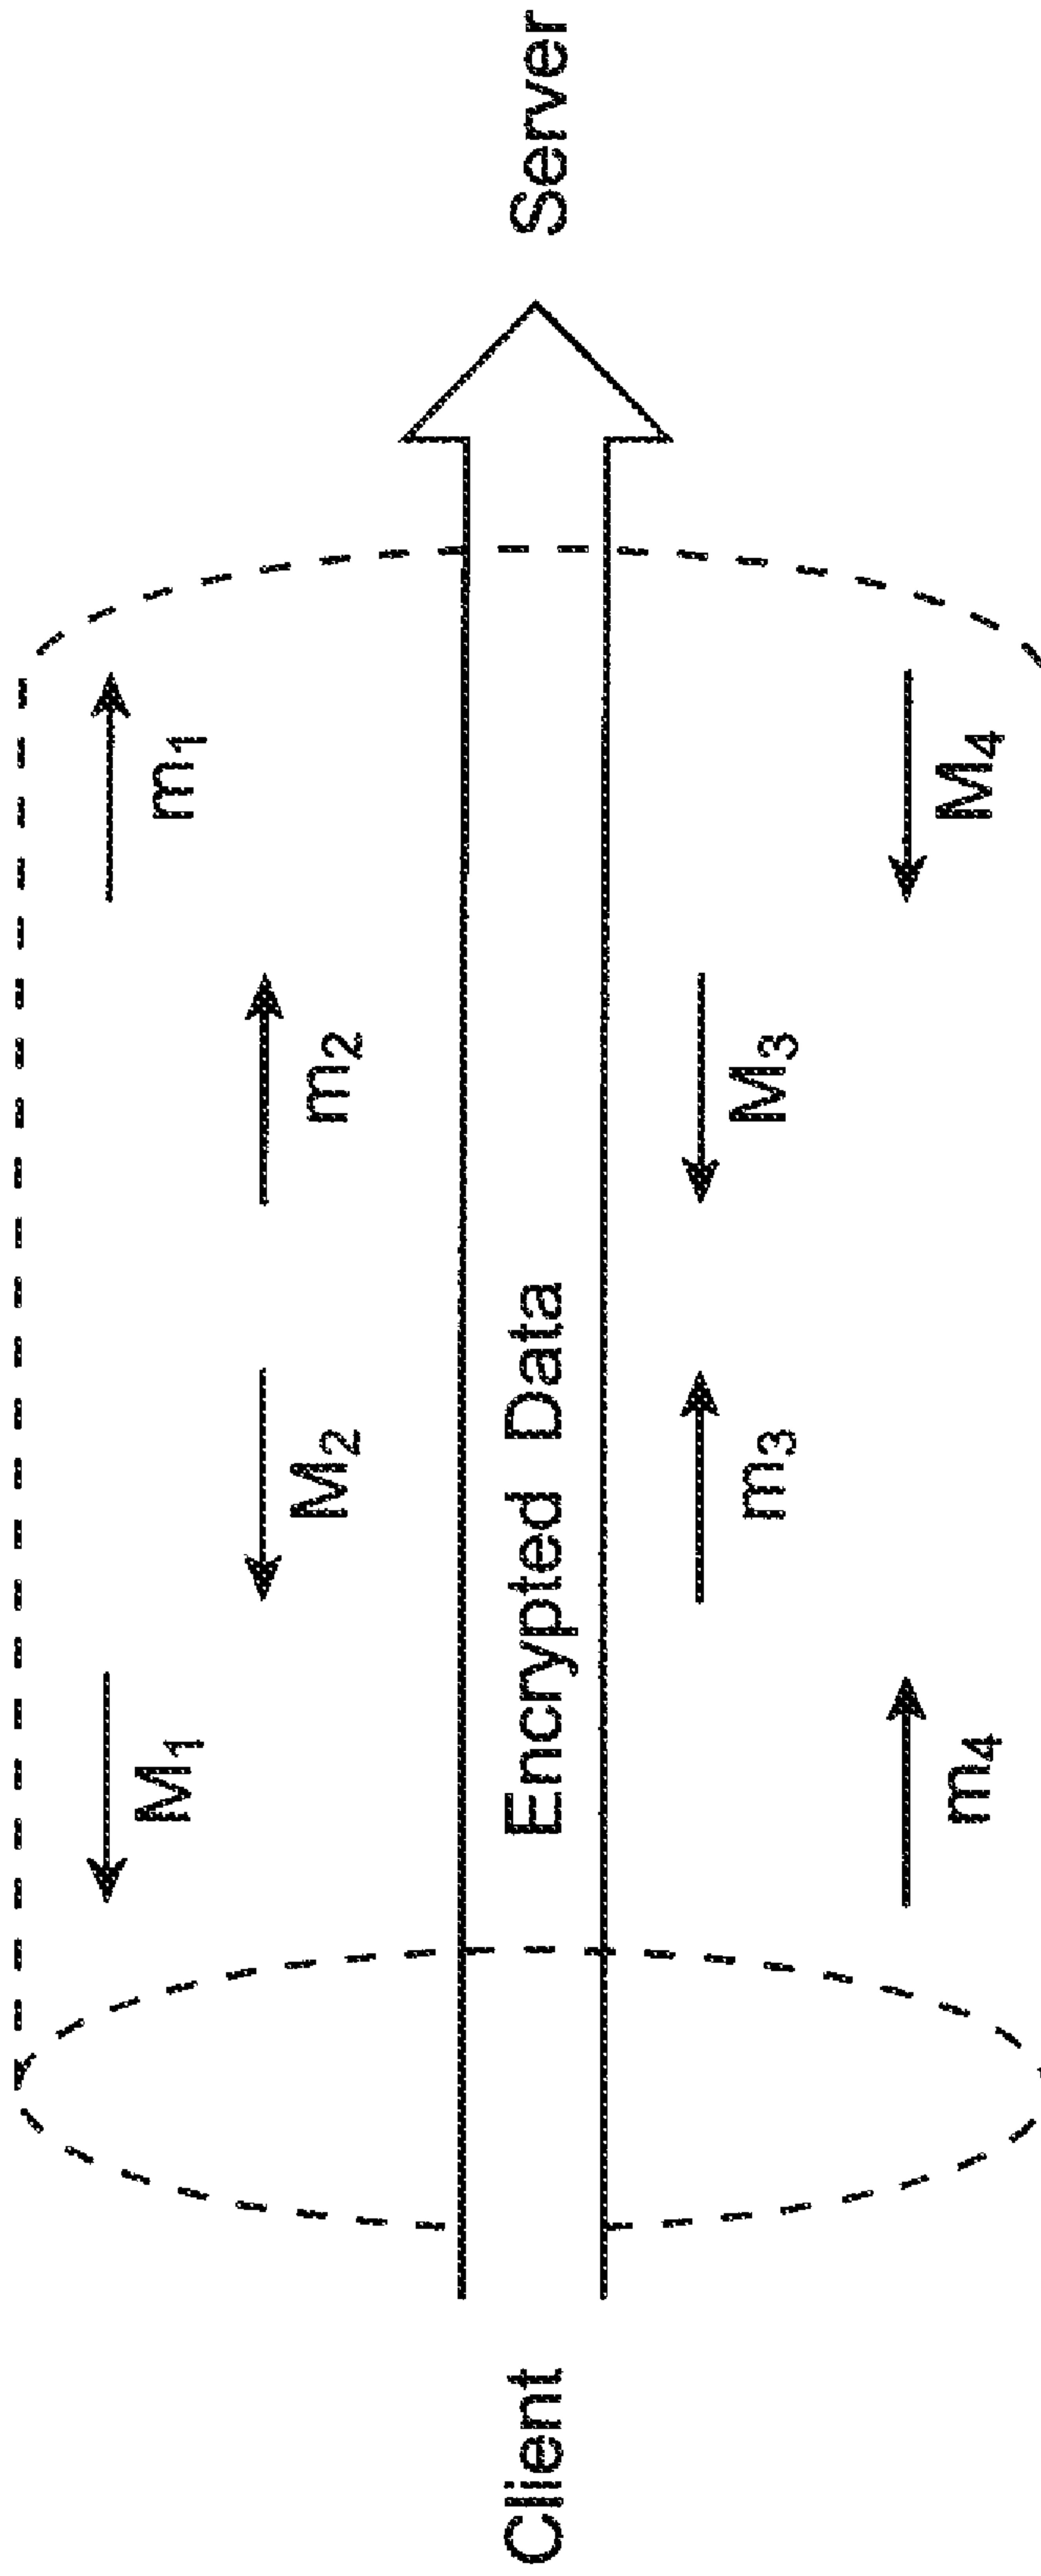 M₁ m₁
M₂ m₂
Client Encrypted Data Server
m₃ M₃
m₄ M₄